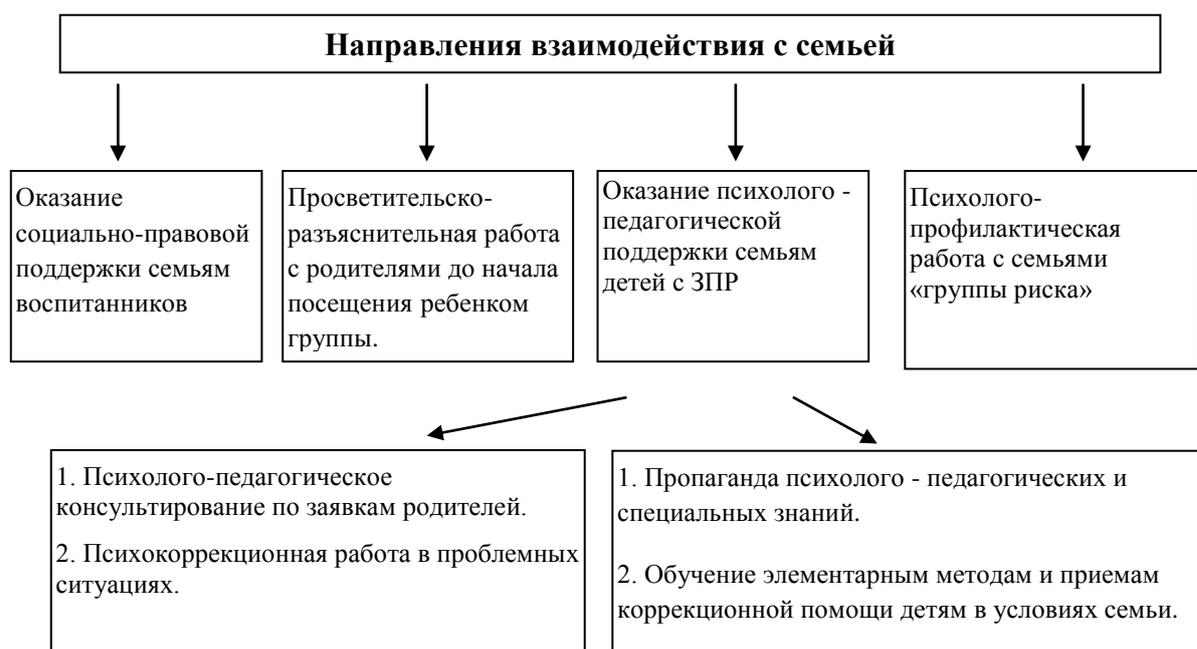 Направления взаимодействия с семьей
Оказание
социально-правовой
поддержки семьям
воспитанников
Просветительско-
разъяснительная работа
с родителями до начала
посещения ребенком
группы.
Оказание психолого -
педагогической
поддержки семьям
детей с ЗПР
Психолого-
профилактическая
работа с семьями
«группы риска»
1. Психолого-педагогическое
консультирование по заявкам родителей.
2. Психокоррекционная работа в проблемных
ситуациях.
1. Пропаганда психолого - педагогических и
специальных знаний.
2. Обучение элементарным методам и приемам
коррекционной помощи детям в условиях семьи.